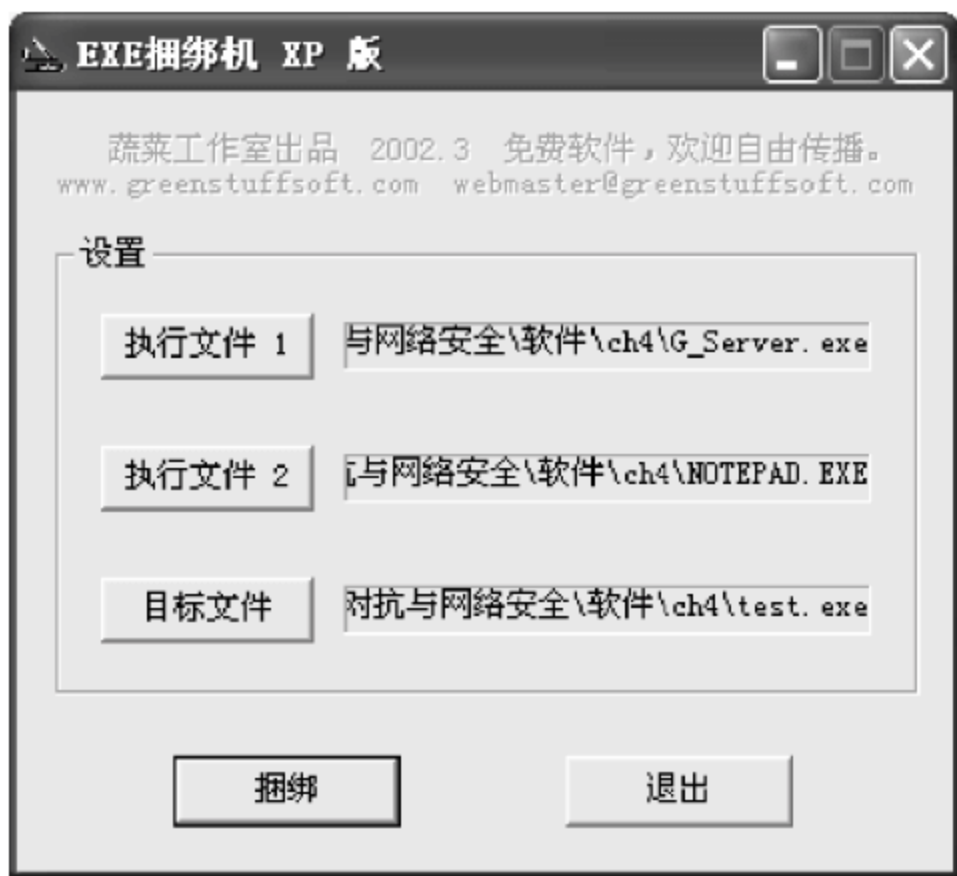 EXE捆绑机 XP 版
蔬菜工作室出品 2002.3 免费软件，欢迎自由传播。
www.greenstuffsoft.com webmaster@greenstuffsoft.com
设置
执行文件 1 与网络安全\软件\ch4\G_Server.exe
执行文件 2 与网络安全\软件\ch4\NOTEPAD.EXE
目标文件 对抗与网络安全\软件\ch4\test.exe
捆绑 退出